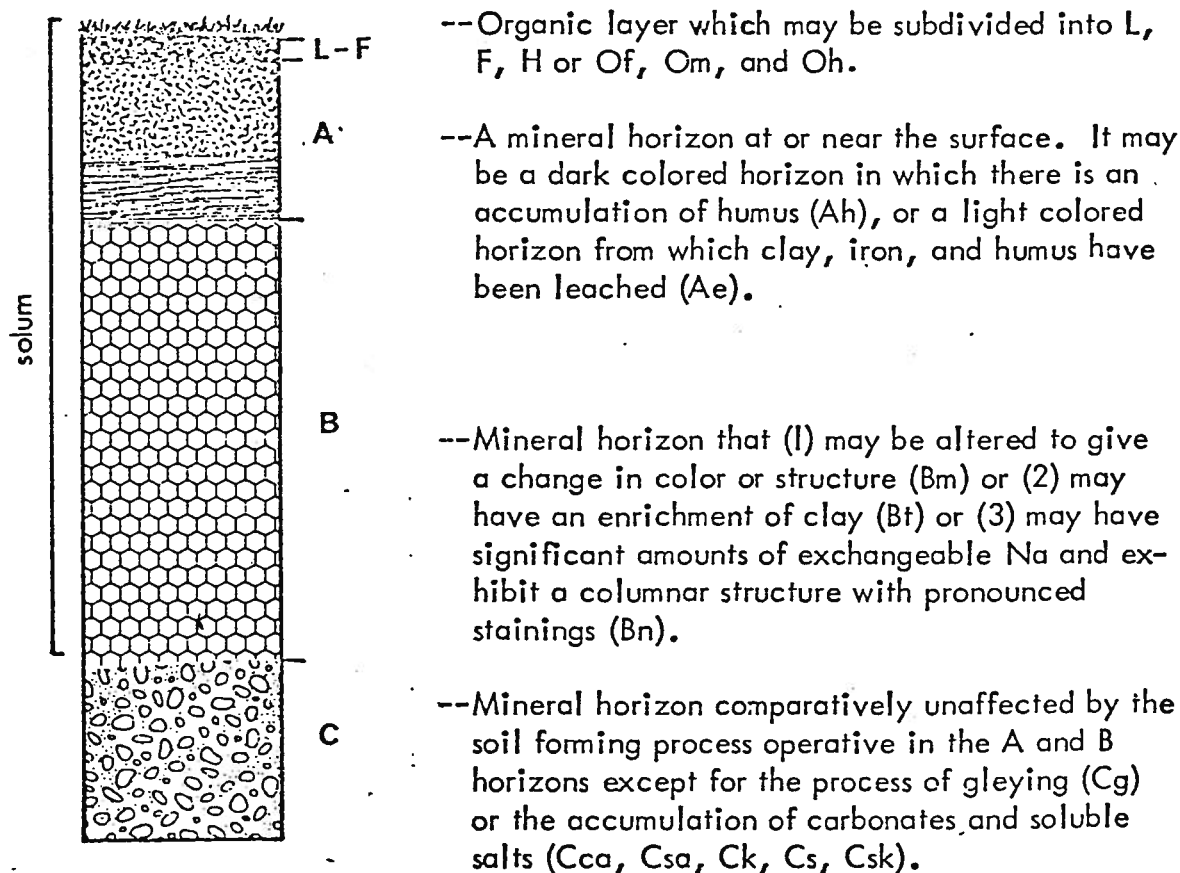 --Organic layer which may be subdivided into L,
L-F
F, H or Of, Om, and Oh.
A
--A mineral horizon at or near the surface. It may
be a dark colored horizon in which there is an
accumulation of humus (Ah), or a light colored
horizon from which clay, iron, and humus have
been leached (Ae).
solum
B
--Mineral horizon that (1) may be altered to give
a change in color or structure (Bm) or (2) may
have an enrichment of clay (Bt) or (3) may have
significant amounts of exchangeable Na and ex-
hibit a columnar structure with pronounced
stainings (Bn).
C
--Mineral horizon comparatively unaffected by the
soil forming process operative in the A and B
horizons except for the process of gleying (Cg)
or the accumulation of carbonates and soluble
salts (Cca, Csa, Ck, Cs, Csk).